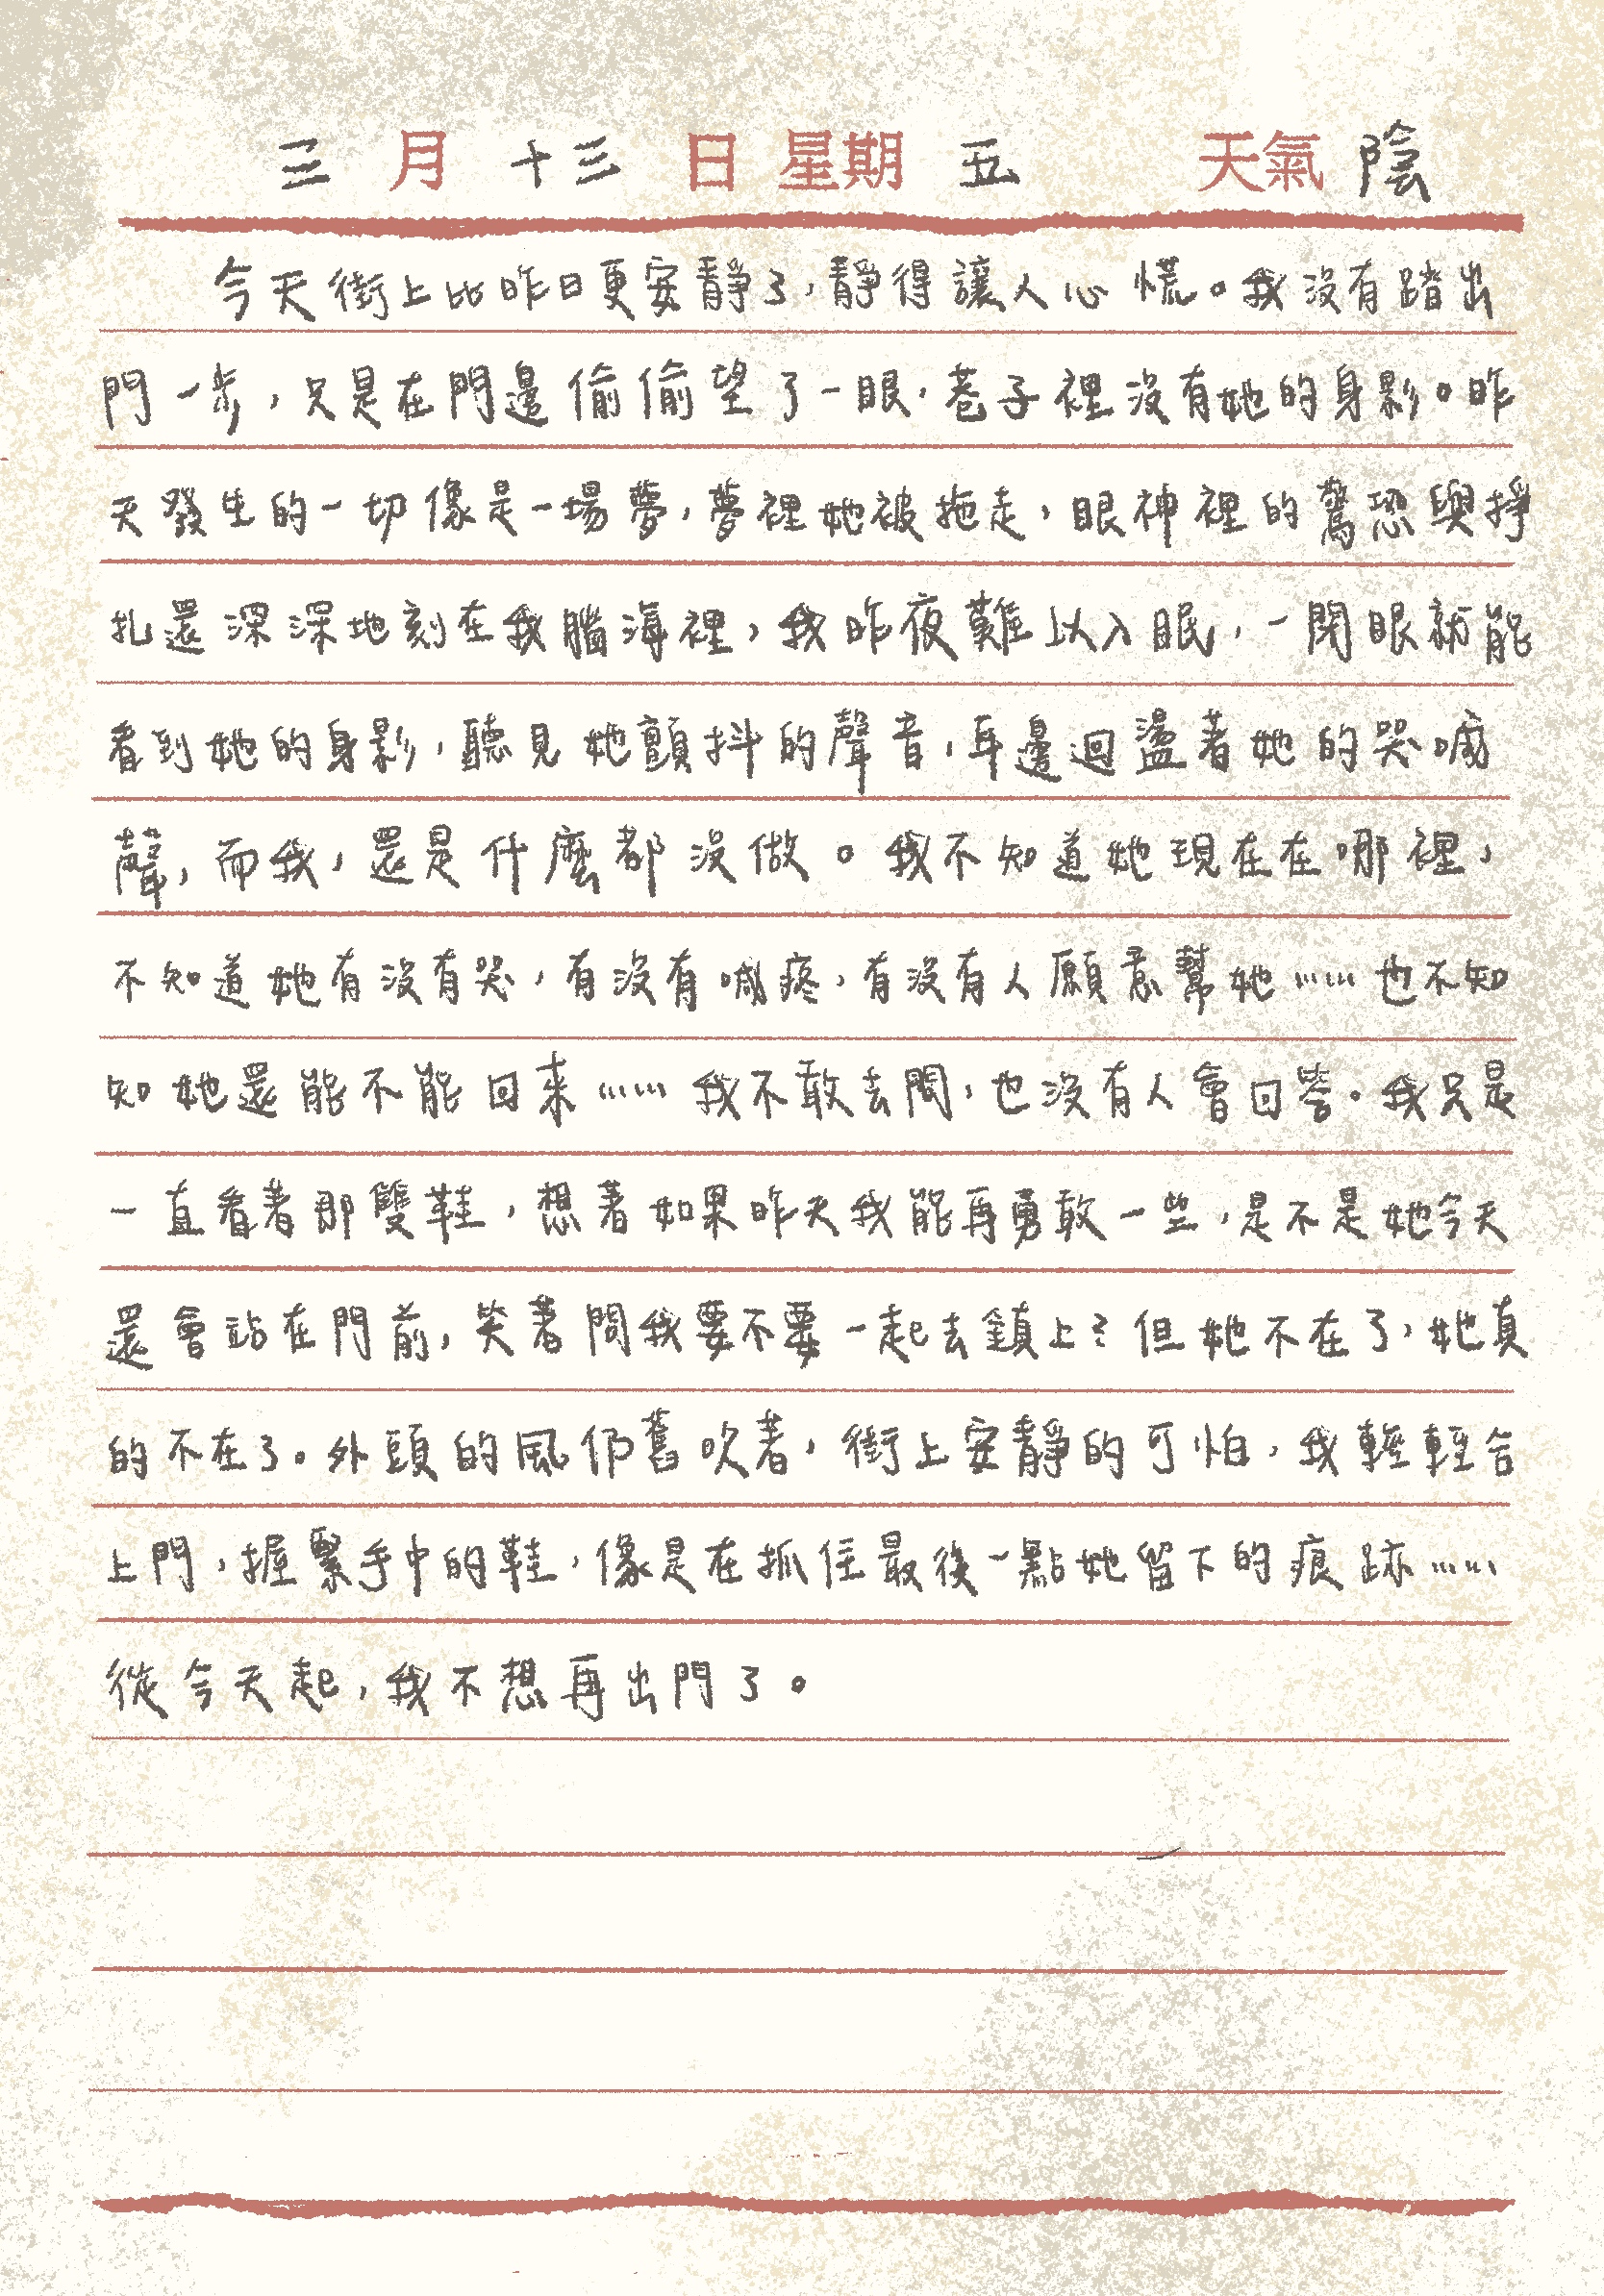 三月十三日星期五 天氣陰
今天街上比昨日更安靜了，靜得讓人心慌。我沒有踏出
門一步，只是在門邊偷偷望了一眼，巷子裡沒有她的身影。昨
天發生的一切像是一場夢，夢裡她被拖走，眼神裡的驚恐與掙
扎還深深地刻在我腦海裡，我昨夜難以入眠，一閉眼就能
看到她的身影，聽見她顫抖的聲音，耳邊迴盪著她的哭喊
聲，而我，還是什麼都沒做。我不知道她現在在哪裡，
不知道她有沒有哭，有沒有喊疼，有沒有人願意幫她……也不知
知她還能不能回來……我不敢去問，也沒有人會回答。我只是
一直看著那雙鞋，想著如果昨天我能再勇敢一些，是不是她今天
還會站在門前，笑著問我要不要一起去鎮上？但她不在了，她真
的不在了。外頭的風仍舊吹著，街上安靜的可怕，我輕輕合
上門，握緊手中的鞋，像是在抓住最後一點她留下的痕跡……
從今天起，我不想再出門了。